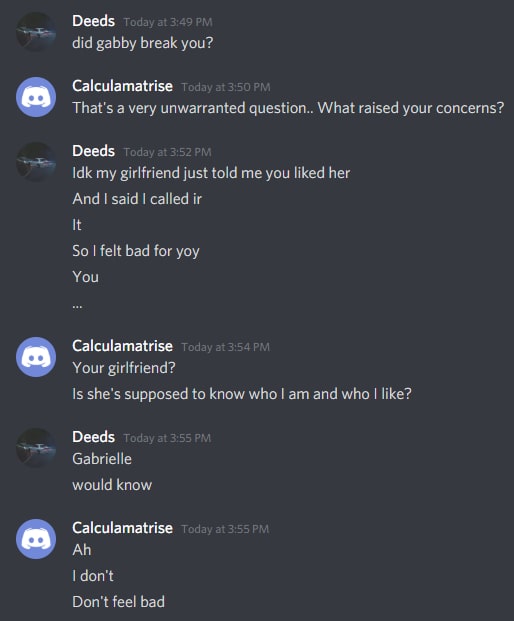 Deeds Today at 3:49 PM
did gabby break you?
Calculamatrise Today at 3:50 PM
That's a very unwarranted question.. What raised your concerns?
Deeds Today at 3:52 PM
Idk my girlfriend just told me you liked her
And I said I called ir
It
So I felt bad for yoy
You
...
Calculamatrise Today at 3:54 PM
Your girlfriend?
Is she's supposed to know who I am and who I like?
Deeds Today at 3:55 PM
Gabrielle
would know
Calculamatrise Today at 3:55 PM
Ah
I don't
Don't feel bad